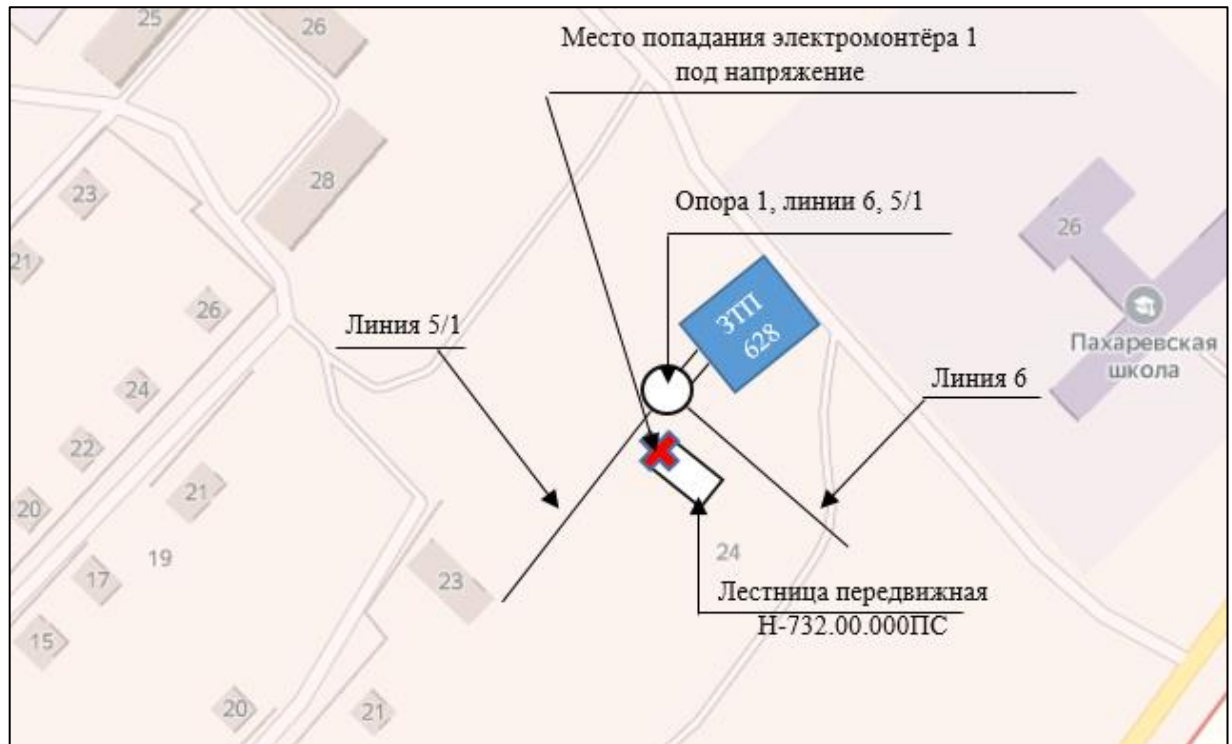 25
26
Место попадания электромонтёра 1
под напряжение
28
23
Опора 1, линии 6, 5/1
26
21
26
Линия 5/1
ЗТП
628
Пахаревская
школа
24
Линия 6
22
21
20
19
17
23
24
Лестница передвижная
Н-732.00.000ПС
15
20
21